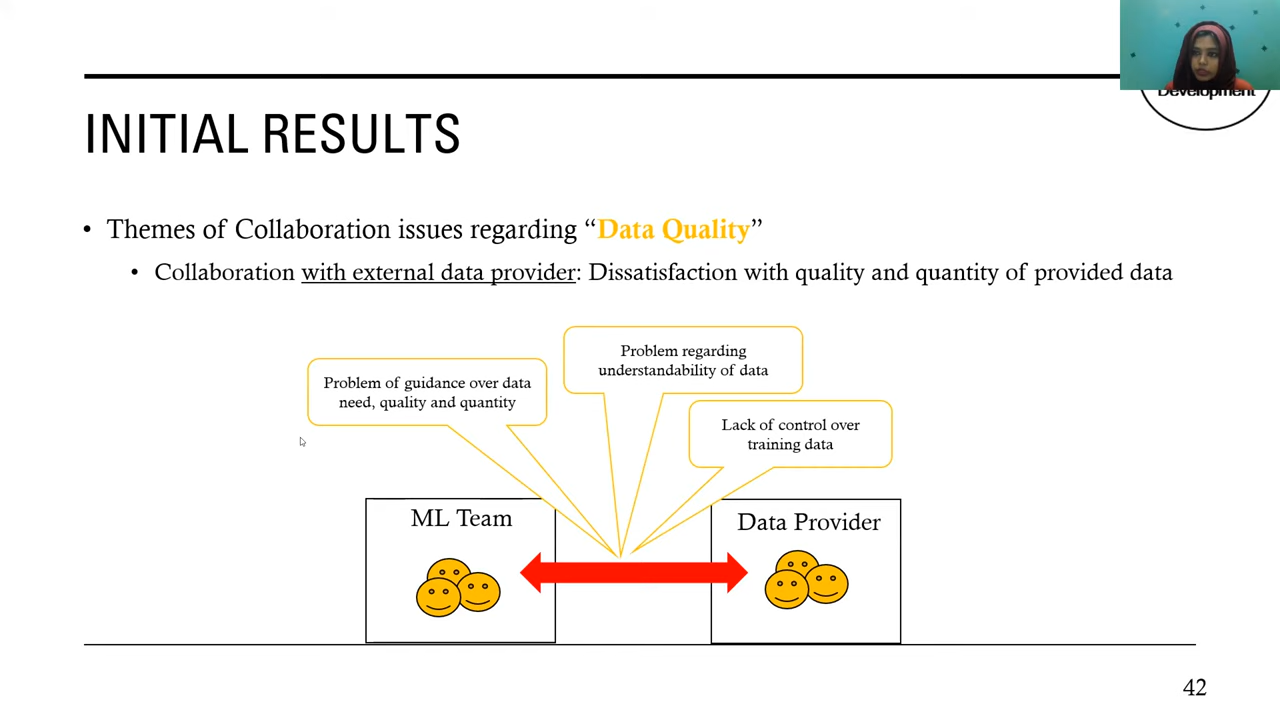 Development
INITIAL RESULTS
• Themes of Collaboration issues regarding “Data Quality”
• Collaboration with external data provider: Dissatisfaction with quality and quantity of provided data
Problem of guidance over data
need, quality and quantity
Problem regarding
understandability of data
Lack of control over
training data
ML Team
Data Provider
42